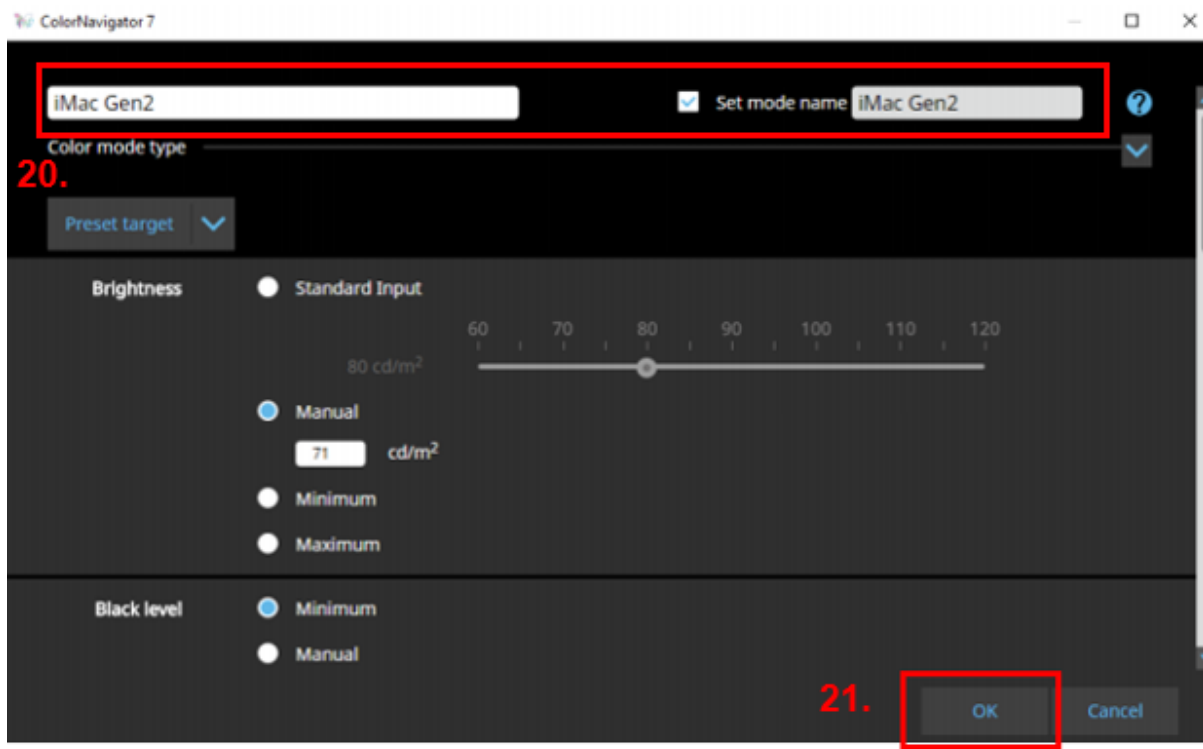 ColorNavigator 7
iMac Gen2
Set mode name iMac Gen2
?
Color mode type
20.
Preset target
Brightness
Standard Input
60 70 80 90 100 110 120
80 cd/m²
Manual
71 cd/m²
Minimum
Maximum
Black level
Minimum
Manual
21.
OK
Cancel